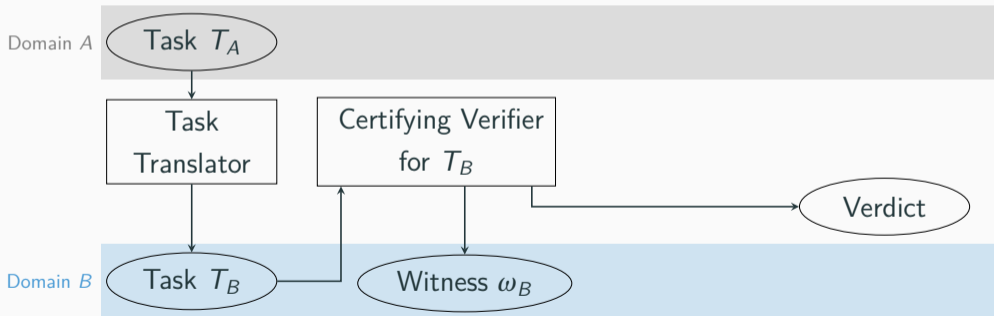 Domain A
Task T_A
Task
Translator
Certifying Verifier
for T_B
Verdict
Domain B
Task T_B
Witness ω_B